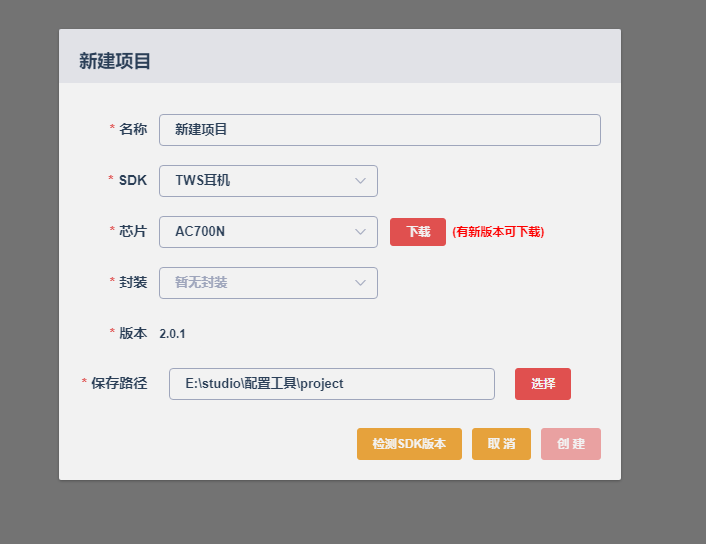 新建项目
* 名称 新建项目
* SDK TWS耳机
* 芯片 AC700N 下载 (有新版本可下载)
* 封装 暂无封装
* 版本 2.0.1
* 保存路径 E:\studio\配置工具\project 选择
检测SDK版本 取消 创建